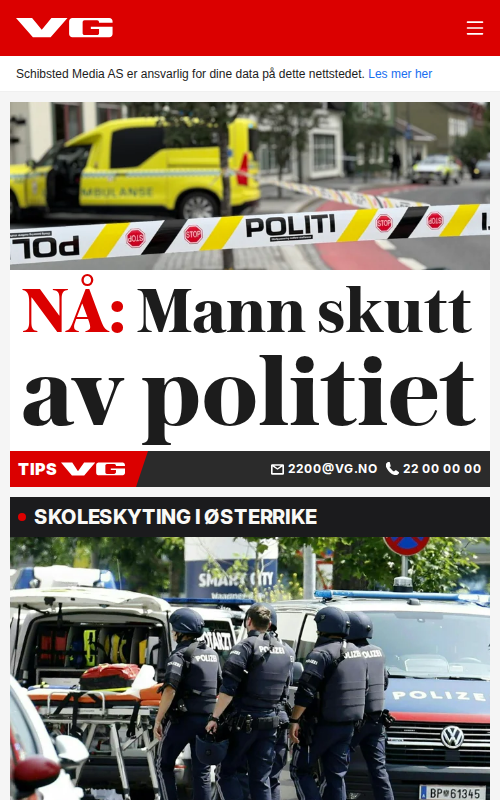 VG
Schibsted Media AS er ansvarlig for dine data på dette nettstedet. Les mer her
AMBULANSE
POLITI
STOP
STOP
STOP
STOP
POL
NÅ: Mann skutt
av politiet
TIPS VG
2200@VG.NO 22 00 00 00
SKOLESKYTING I ØSTERRIKE
SMART CITY
NOTARZT
POLIZEI
POLIZEI
POLIZEI
POLIZE
BP 61345